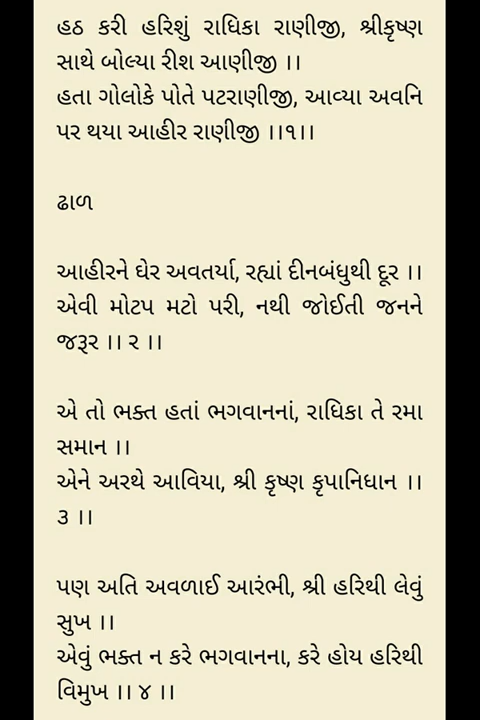 હઠ કરી હરિશું રાધિકા રાણીજી, શ્રીકૃષ્ણ
સાથે બોલ્યા રીશ આણીજી ।।
હતા ગોલોકે પોતે પટરાણીજી, આવ્યા અવનિ
પર થયા આહીર રાણીજી ।।૧।।
ઢાળ
આહીરને ઘેર અવતર્યા, રહ્યાં દીનબંધુથી દૂર ।।
એવી મોટપ મટો પરી, નથી જોઈતી જનને
જરૂર ।। ૨ ।।
એ તો ભક્ત હતાં ભગવાનનાં, રાધિકા તે રમા
સમાન ।।
એને અરથે આવિયા, શ્રી કૃષ્ણ કૃપાનિધાન ।।
૩ ।।
પણ અતિ અવળાઈ આરંભી, શ્રી હરિથી લેવું
સુખ ।।
એવું ભક્ત ન કરે ભગવાનના, કરે હોય હરિથી
વિમુખ ।। ૪ ।।